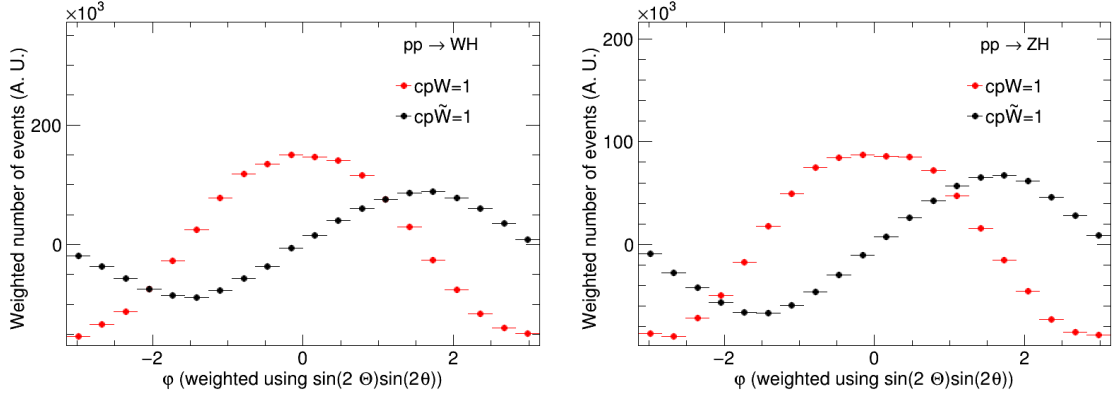 ×10³
Weighted number of events (A. U.)
200
0
−2
0
2
φ (weighted using sin(2 Θ)sin(2θ))
pp → WH
cpW=1
cpW̃=1
×10³
Weighted number of events (A. U.)
200
100
0
−2
0
2
φ (weighted using sin(2 Θ)sin(2θ))
pp → ZH
cpW=1
cpW̃=1